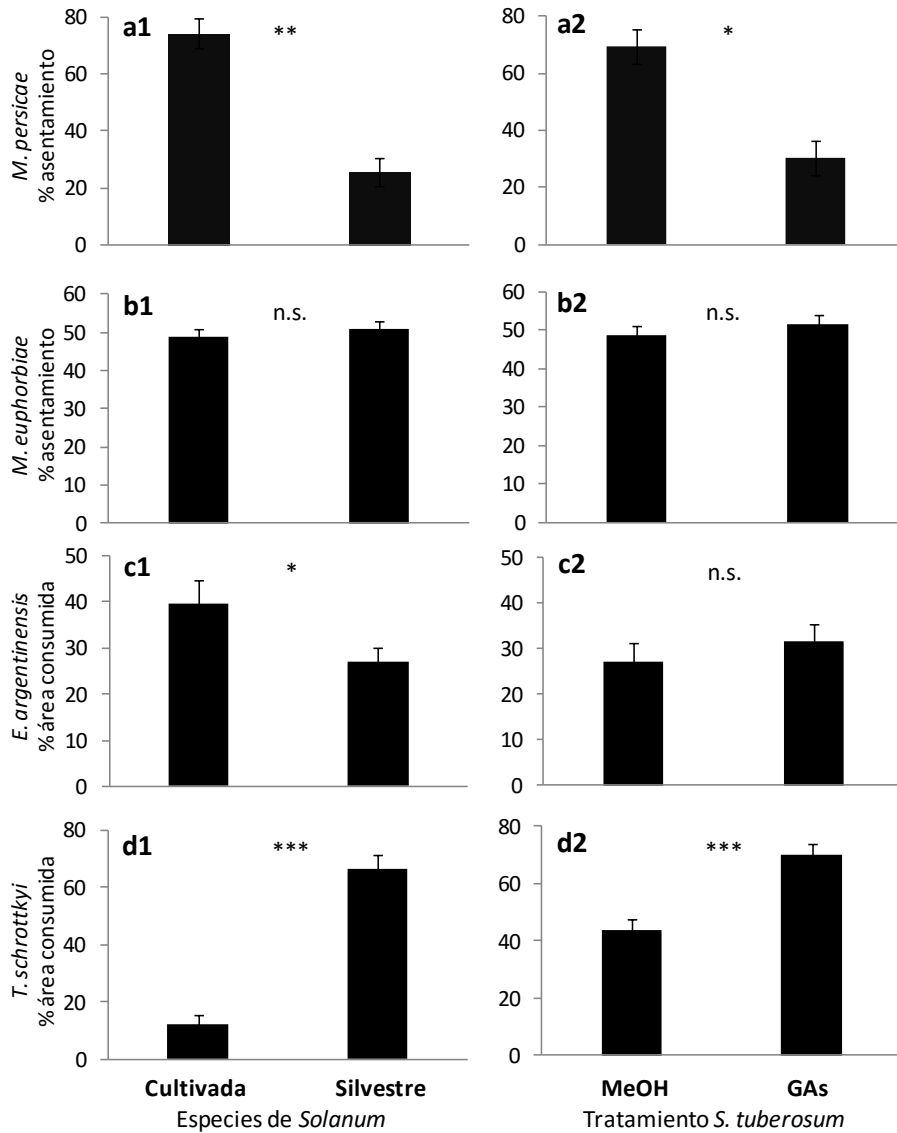 a1
**
M. persicae
% asentamiento
80
60
40
20
0
a2
*
80
60
40
20
0
b1
n.s.
M. euphorbiae
% asentamiento
60
50
40
30
20
10
0
b2
n.s.
60
50
40
30
20
10
0
c1
*
E. argentinensis
% área consumida
50
40
30
20
10
0
c2
n.s.
50
40
30
20
10
0
d1
***
T. schrottkyi
% área consumida
80
60
40
20
0
d2
***
80
60
40
20
0
Cultivada Silvestre
Especies de Solanum
MeOH GAs
Tratamiento S. tuberosum